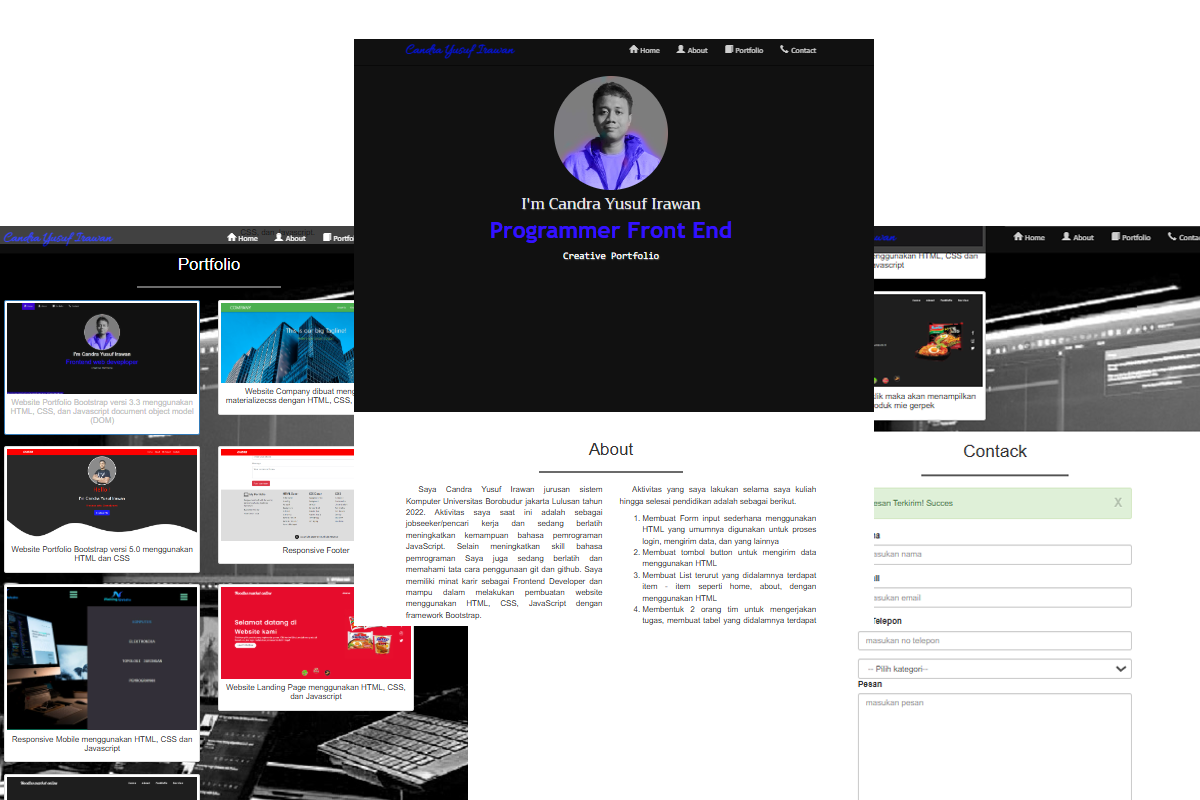 Candra Yusuf Irawan
Home About Portfolio Contact
I'm Candra Yusuf Irawan
Programmer Front End
Creative Portfolio
About
Saya Candra Yusuf Irawan jurusan sistem
Komputer Universitas Borobudur jakarta Lulusan tahun
2022. Aktivitas saya saat ini adalah sebagai
jobseeker/pencari kerja dan sedang berlatih
meningkatkan kemampuan bahasa pemrograman
JavaScript. Selain meningkatkan skill bahasa
pemrograman Saya juga sedang berlatih dan
memahami tata cara penggunaan git dan github. Saya
memiliki minat karir sebagai Frontend Developer dan
mampu dalam melakukan pembuatan website
menggunakan HTML, CSS, JavaScript dengan
framework Bootstrap.
Aktivitas yang saya lakukan selama saya kuliah
hingga selesai pendidikan adalah sebagai berikut.
1. Membuat Form input sederhana menggunakan
HTML yang umumnya digunakan untuk proses
login, mengirim data, dan yang lainnya
2. Membuat tombol button untuk mengirim data
menggunakan HTML
3. Membuat List terurut yang didalamnya terdapat
item - item seperti home, about, dengan
menggunakan HTML
4. Membentuk 2 orang tim untuk mengerjakan
tugas, membuat tabel yang didalamnya terdapat
Candra Yusuf Irawan
Home About Portfo
CSS, dan Javascript
Portfolio
I'm Candra Yusuf Irawan
Website Portfolio Bootstrap versi 3.3 menggunakan
HTML, CSS, dan Javascript document object model
(DOM)
COMPANY
This is our big Tagline!
Website Company dibuat meng
materializecss dengan HTML, CSS,
I'm Candra Yusuf Irawan
Website Portfolio Bootstrap versi 5.0 menggunakan
HTML dan CSS
Responsive Footer
Responsive Mobile menggunakan HTML, CSS dan
Javascript
Selamat datang di
Website kami
Website Landing Page menggunakan HTML, CSS,
dan Javascript
Home About Portfolio Conta
enggunakan HTML, CSS dan
avascript
lik maka akan menampilkan
oduk mie gerpek
Contack
esan Terkirim! Succes X
na
asukan nama
ail
asukan email
Telepon
masukan no telepon
-- Pilih kategori--
Pesan
masukan pesan